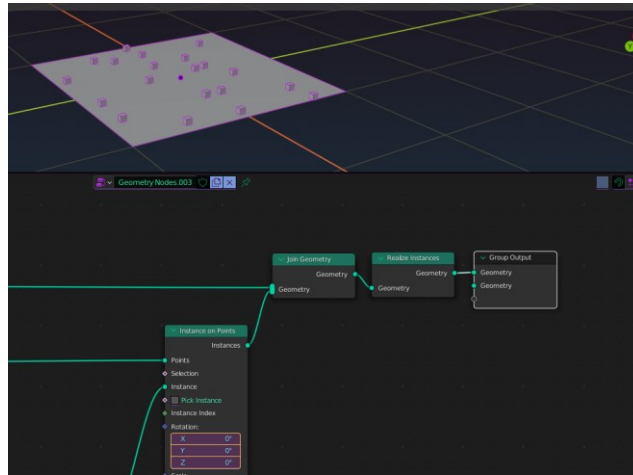 Y
Geometry Nodes.003
Join Geometry
Geometry
Geometry
Realize Instances
Geometry
Geometry
Group Output
Geometry
Geometry
Instance on Points
Instances
Points
Selection
Instance
Pick Instance
Instance Index
Rotation:
X 0°
Y 0°
Z 0°